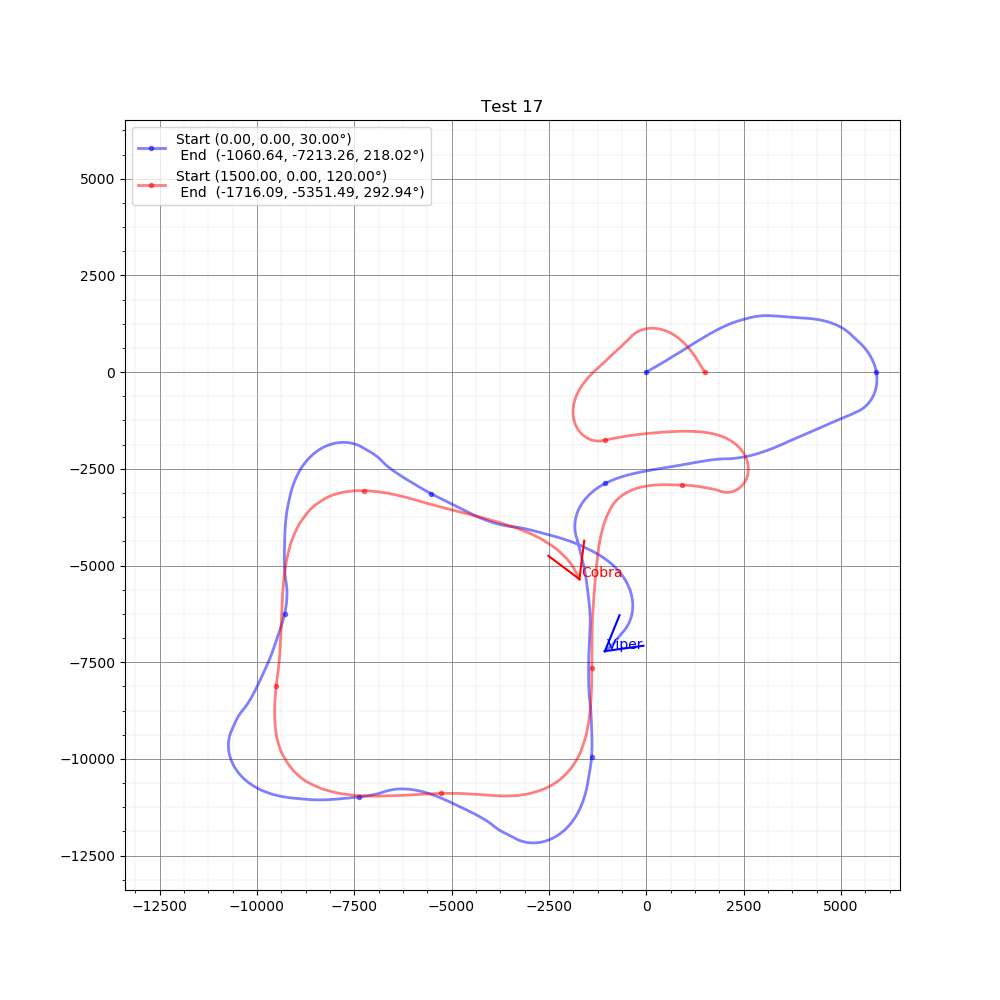 Test 17
Start (0.00, 0.00, 30.00°)
End  (-1060.64, -7213.26, 218.02°)
Start (1500.00, 0.00, 120.00°)
End  (-1716.09, -5351.49, 292.94°)
5000
2500
0
−2500
−5000
−7500
−10000
−12500
Cobra
Viper
−12500
−10000
−7500
−5000
−2500
0
2500
5000